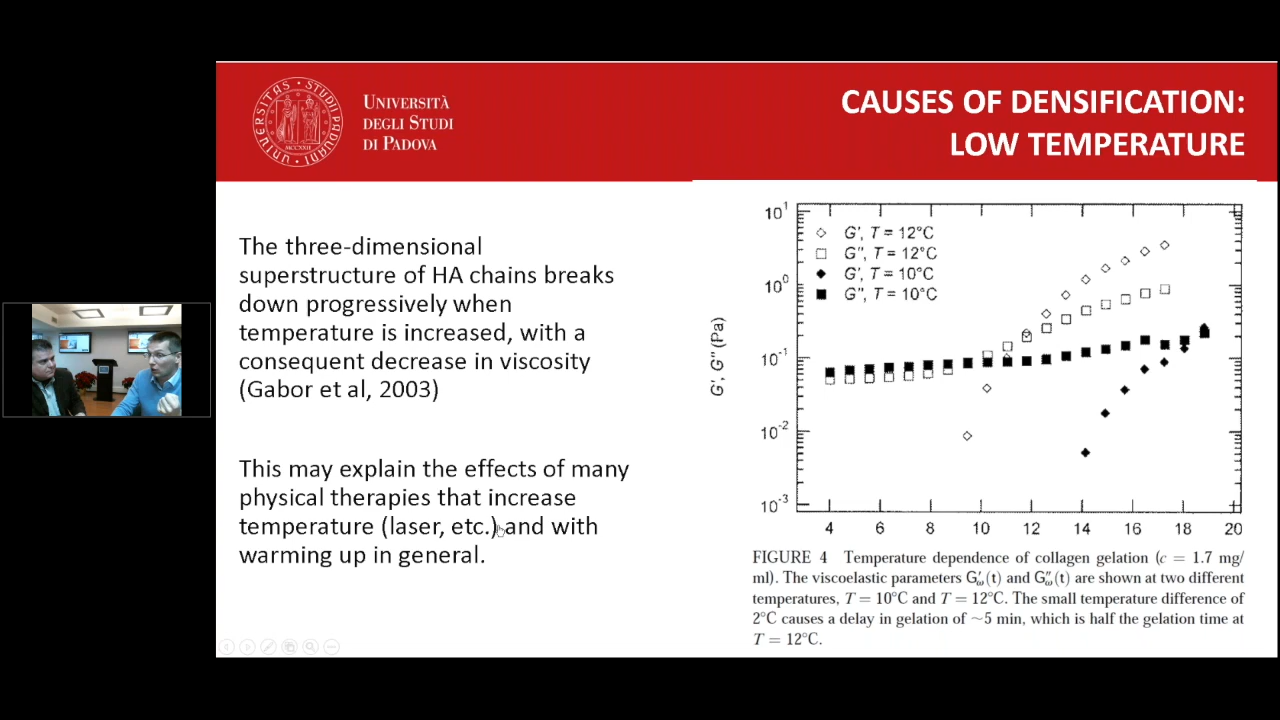 UNIVERSITÀ
DEGLI STUDI
DI PADOVA
UNIVERSITAS • STUDII PADUANI •
MCCXXII
CAUSES OF DENSIFICATION:
LOW TEMPERATURE
The three-dimensional
superstructure of HA chains breaks
down progressively when
temperature is increased, with a
consequent decrease in viscosity
(Gabor et al, 2003)
This may explain the effects of many
physical therapies that increase
temperature (laser, etc.) and with
warming up in general.
G′, T = 12°C
G″, T = 12°C
G′, T = 10°C
G″, T = 10°C
G′, G″ (Pa)
10¹
10⁰
10⁻¹
10⁻²
10⁻³
4 6 8 10 12 14 16 18 20
FIGURE 4 Temperature dependence of collagen gelation (c = 1.7 mg/
ml). The viscoelastic parameters G′ω(t) and G″ω(t) are shown at two different
temperatures, T = 10°C and T = 12°C. The small temperature difference of
2°C causes a delay in gelation of ~5 min, which is half the gelation time at
T = 12°C.